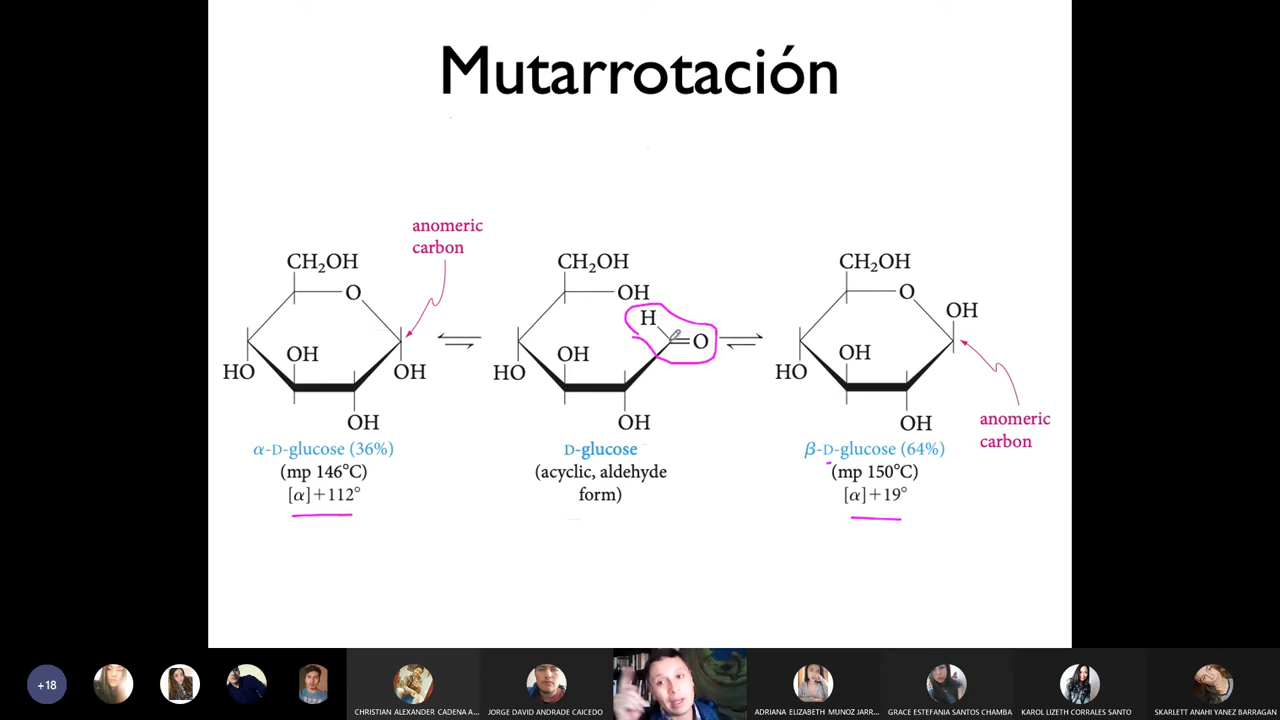 Mutarrotación
anomeric
carbon
CH₂OH
O
OH
HO
OH
OH
α-D-glucose (36%)
(mp 146°C)
[α]+112°
CH₂OH
OH
H
O
OH
HO
OH
D-glucose
(acyclic, aldehyde
form)
CH₂OH
O
OH
OH
HO
OH
β-D-glucose (64%)
(mp 150°C)
[α]+19°
anomeric
carbon
+18
CHRISTIAN ALEXANDER CADENA A...
JORGE DAVID ANDRADE CAICEDO
ADRIANA ELIZABETH MUNOZ JARR...
GRACE ESTEFANIA SANTOS CHAMBA
KAROL LIZETH CORRALES SANTO
SKARLETT ANAHI YANEZ BARRAGAN